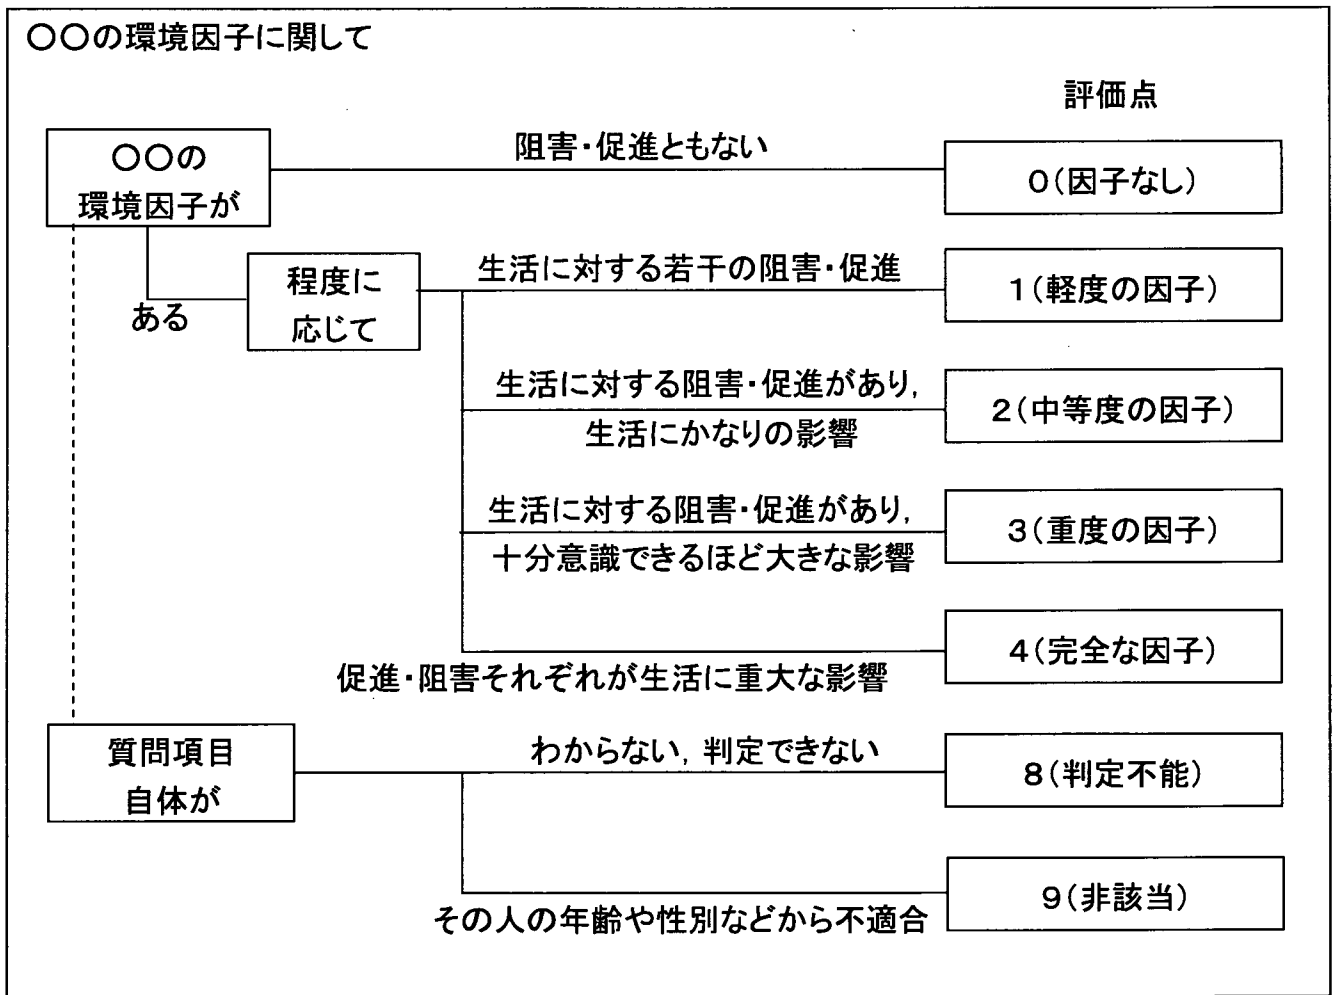 〇〇の環境因子に関して
評価点
〇〇の
環境因子が
阻害・促進ともない
0(因子なし)
ある
程度に
応じて
生活に対する若干の阻害・促進
1(軽度の因子)
生活に対する阻害・促進があり,
生活にかなりの影響
2(中等度の因子)
生活に対する阻害・促進があり,
十分意識できるほど大きな影響
3(重度の因子)
4(完全な因子)
促進・阻害それぞれが生活に重大な影響
質問項目
自体が
わからない,判定できない
8(判定不能)
9(非該当)
その人の年齢や性別などから不適合